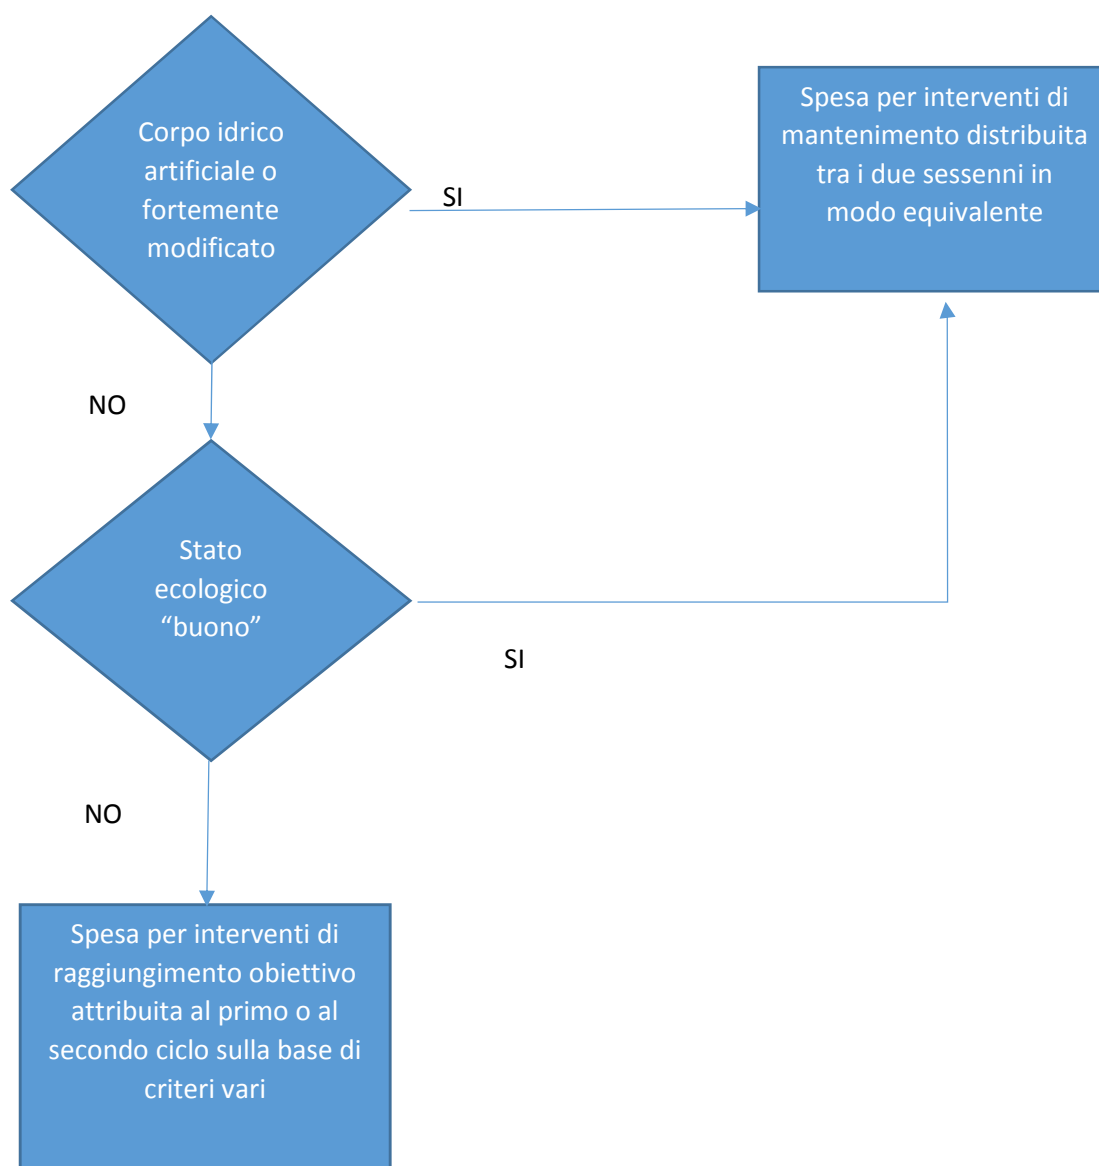 Corpo idrico
artificiale o
fortemente
modificato
SI
Spesa per interventi di
mantenimento distribuita
tra i due sessenni in
modo equivalente
NO
Stato
ecologico
“buono”
SI
NO
Spesa per interventi di
raggiungimento obiettivo
attribuita al primo o al
secondo ciclo sulla base di
criteri vari